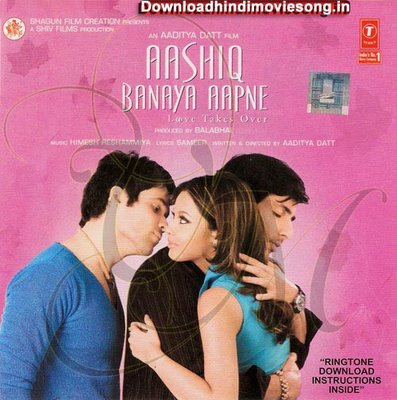 Downloadhindimoviesong.in
SHAGUN FILM CREATION PRESENTS
A SHIV FILMS PRODUCTION
AN AADITYA DATT FILM
AASHIQ
BANAYA AAPNE
Love Takes Over
PRODUCED BY BALABHAI
MUSIC HIMESH RESHAMMIYA LYRICS SAMEER WRITTEN & DIRECTED BY AADITYA DATT
T-Series
"RINGTONE
DOWNLOAD
INSTRUCTIONS
INSIDE"